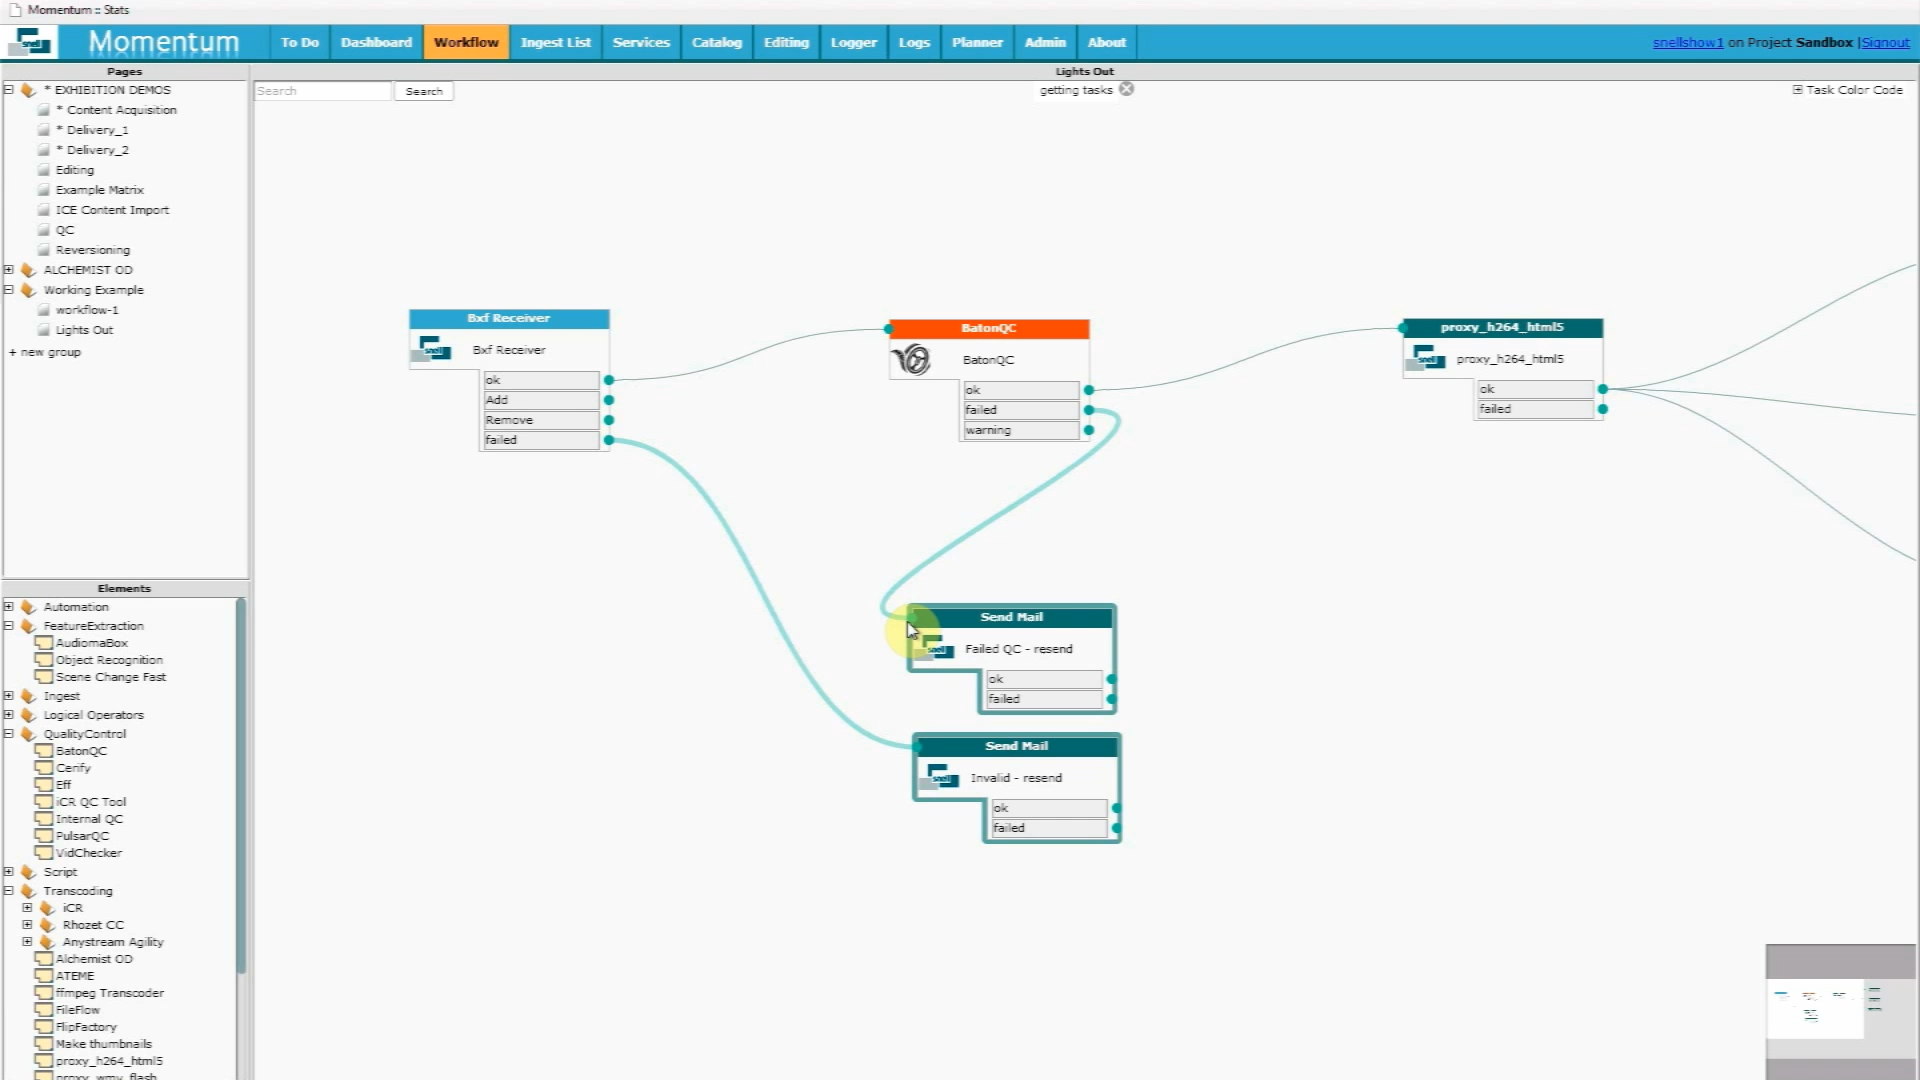 Momentum :: Stats
snell
Momentum
To Do
Dashboard
Workflow
Ingest List
Services
Catalog
Editing
Logger
Logs
Planner
Admin
About
snellshow1 on Project Sandbox |Signout
Pages
* EXHIBITION DEMOS
* Content Acquisition
* Delivery_1
* Delivery_2
Editing
Example Matrix
ICE Content Import
QC
Reversioning
ALCHEMIST OD
Working Example
workflow-1
Lights Out
+ new group
Elements
Automation
FeatureExtraction
AudiomaBox
Object Recognition
Scene Change Fast
Ingest
Logical Operators
QualityControl
BatonQC
Cerify
Eff
iCR QC Tool
Internal QC
PulsarQC
VidChecker
Script
Transcoding
iCR
Rhozet CC
Anystream Agility
Alchemist OD
ATEME
ffmpeg Transcoder
FileFlow
FlipFactory
Make thumbnails
proxy_h264_html5
proxy_wmv_flash
Lights Out
Search
Search
getting tasks
Task Color Code
Bxf Receiver
snell
Bxf Receiver
ok
Add
Remove
failed
BatonQC
BatonQC
ok
failed
warning
proxy_h264_html5
snell
proxy_h264_html5
ok
failed
Send Mail
snell
Failed QC - resend
ok
failed
Send Mail
snell
Invalid - resend
ok
failed